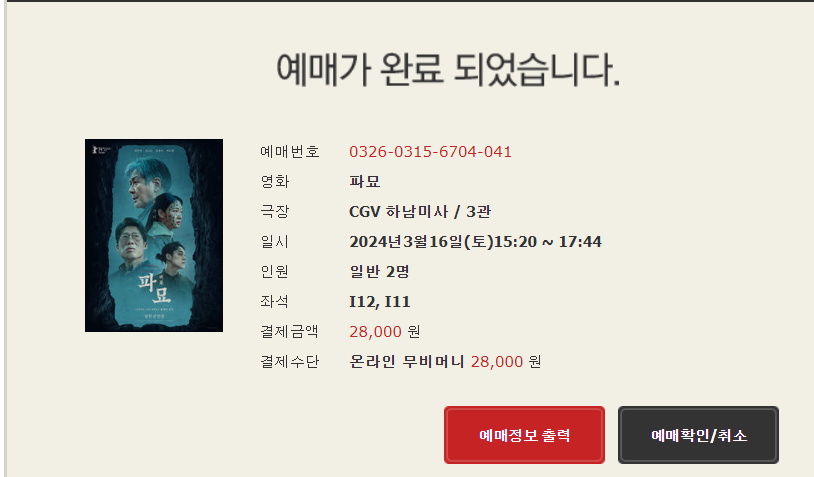 예매가 완료 되었습니다.
예매번호 0326-0315-6704-041
영화 파묘
극장 CGV 하남미사 / 3관
일시 2024년3월16일(토)15:20 ~ 17:44
인원 일반 2명
좌석 I12, I11
결제금액 28,000 원
결제수단 온라인 무비머니 28,000 원
파묘
예매정보 출력
예매확인/취소